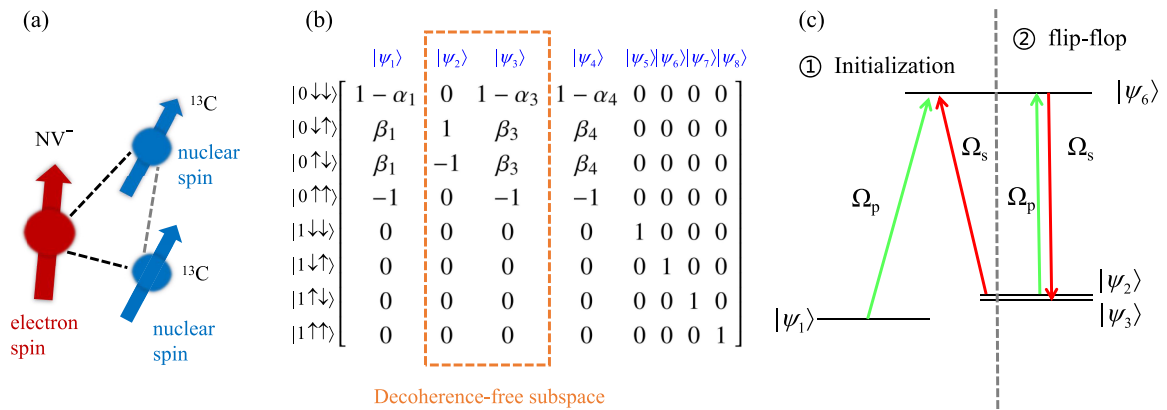 (a)
¹³C
NV⁻
nuclear
spin
¹³C
electron
spin
nuclear
spin
(b)
|ψ₁⟩ |ψ₂⟩ |ψ₃⟩ |ψ₄⟩ |ψ₅⟩ |ψ₆⟩ |ψ₇⟩ |ψ₈⟩
|0↓↓⟩ 1 − α₁ 0 1 − α₃ 1 − α₄ 0 0 0 0
|0↓↑⟩ β₁ 1 β₃ β₄ 0 0 0 0
|0↑↓⟩ β₁ −1 β₃ β₄ 0 0 0 0
|0↑↑⟩ −1 0 −1 −1 0 0 0 0
|1↓↓⟩ 0 0 0 0 1 0 0 0
|1↓↑⟩ 0 0 0 0 0 1 0 0
|1↑↓⟩ 0 0 0 0 0 0 1 0
|1↑↑⟩ 0 0 0 0 0 0 0 1
Decoherence-free subspace
(c)
② flip-flop
① Initialization
|ψ₆⟩
Ωₛ Ωₛ
Ωₚ Ωₚ
|ψ₂⟩
|ψ₁⟩ |ψ₃⟩